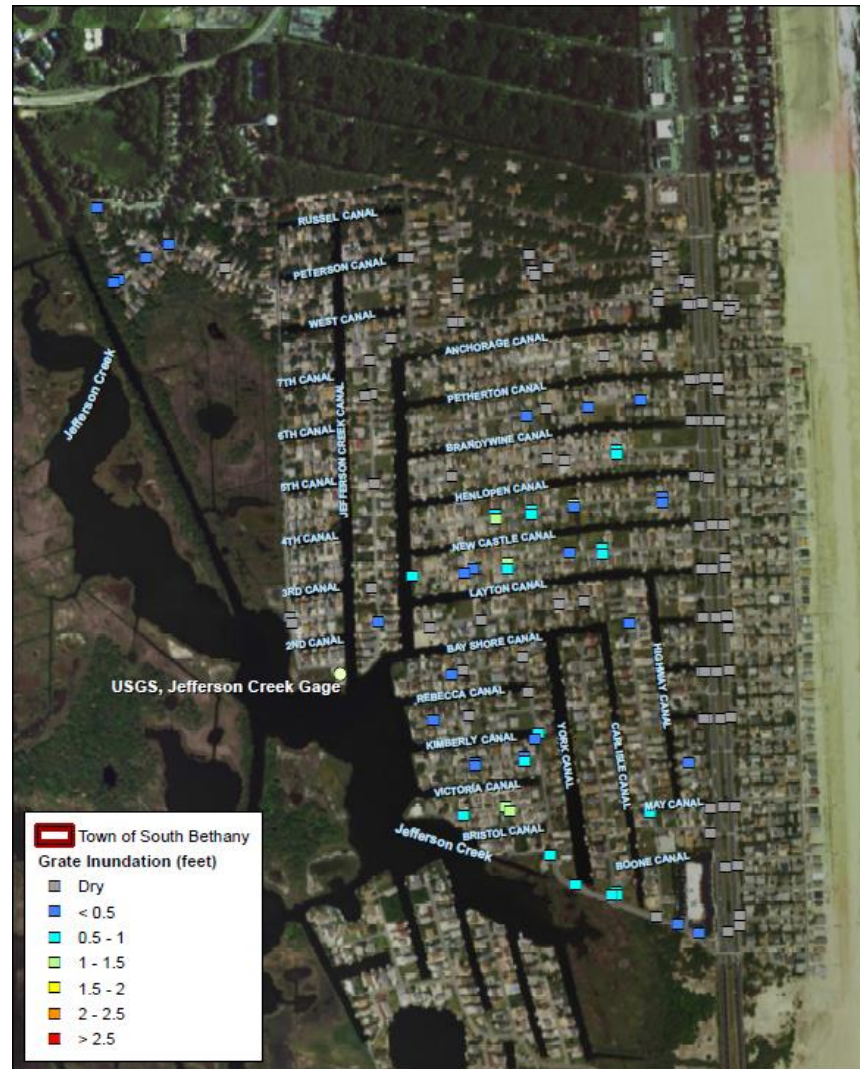 RUSSEL CANAL
PETERSON CANAL
WEST CANAL
ANCHORAGE CANAL
Jefferson Creek
7TH CANAL
PETHERTON CANAL
JEFFERSON CREEK CANAL
6TH CANAL
BRANDYWINE CANAL
5TH CANAL
HENLOPEN CANAL
4TH CANAL
NEW CASTLE CANAL
3RD CANAL
LAYTON CANAL
2ND CANAL
BAY SHORE CANAL
HIGHWAY CANAL
USGS, Jefferson Creek Gage
REBECCA CANAL
YORK CANAL
CARLISLE CANAL
KIMBERLY CANAL
VICTORIA CANAL
MAY CANAL
BRISTOL CANAL
Jefferson Creek
BOONE CANAL
Town of South Bethany
Grate Inundation (feet)
Dry
< 0.5
0.5 - 1
1 - 1.5
1.5 - 2
2 - 2.5
> 2.5